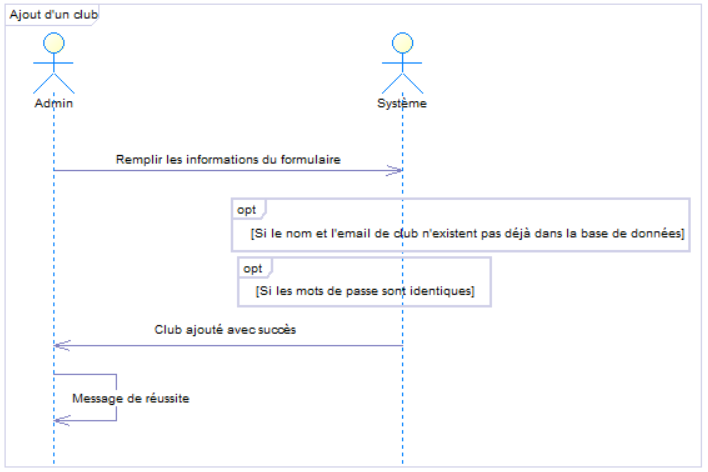 Ajout d'un club
Admin
Système
Remplir les informations du formulaire
opt
[Si le nom et l'email de club n'existent pas déjà dans la base de données]
opt
[Si les mots de passe sont identiques]
Club ajouté avec succès
Message de réussite